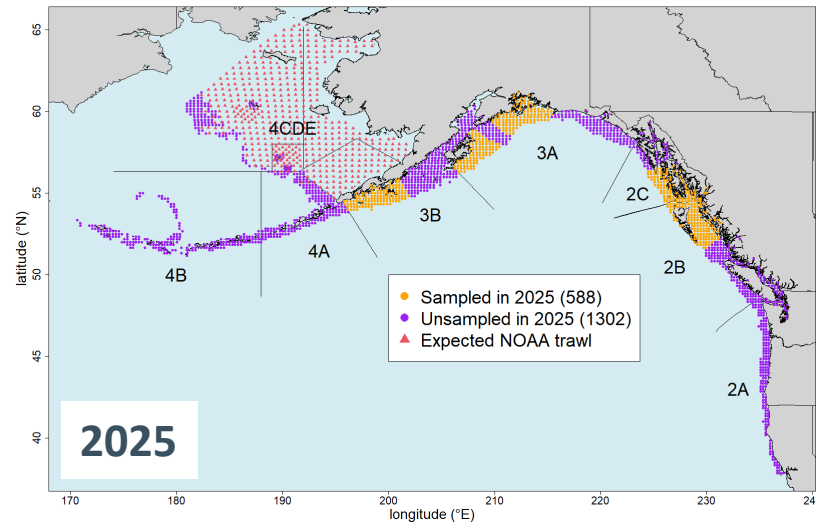 65
60
55
50
45
40
latitude (°N)
4CDE
3A
2C
3B
4A
4B
2B
2A
Sampled in 2025 (588)
Unsampled in 2025 (1302)
Expected NOAA trawl
2025
170 180 190 200 210 220 230 240
longitude (°E)